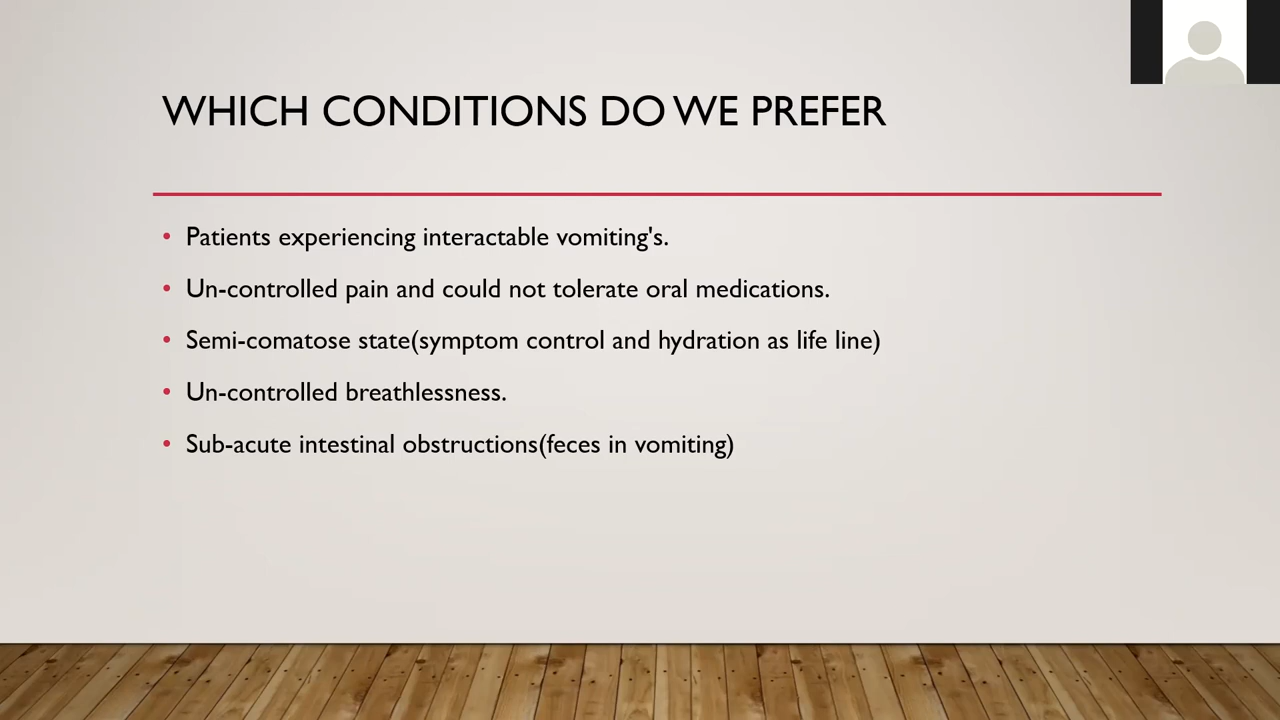 WHICH CONDITIONS DO WE PREFER
• Patients experiencing interactable vomiting's.
• Un-controlled pain and could not tolerate oral medications.
• Semi-comatose state(symptom control and hydration as life line)
• Un-controlled breathlessness.
• Sub-acute intestinal obstructions(feces in vomiting)